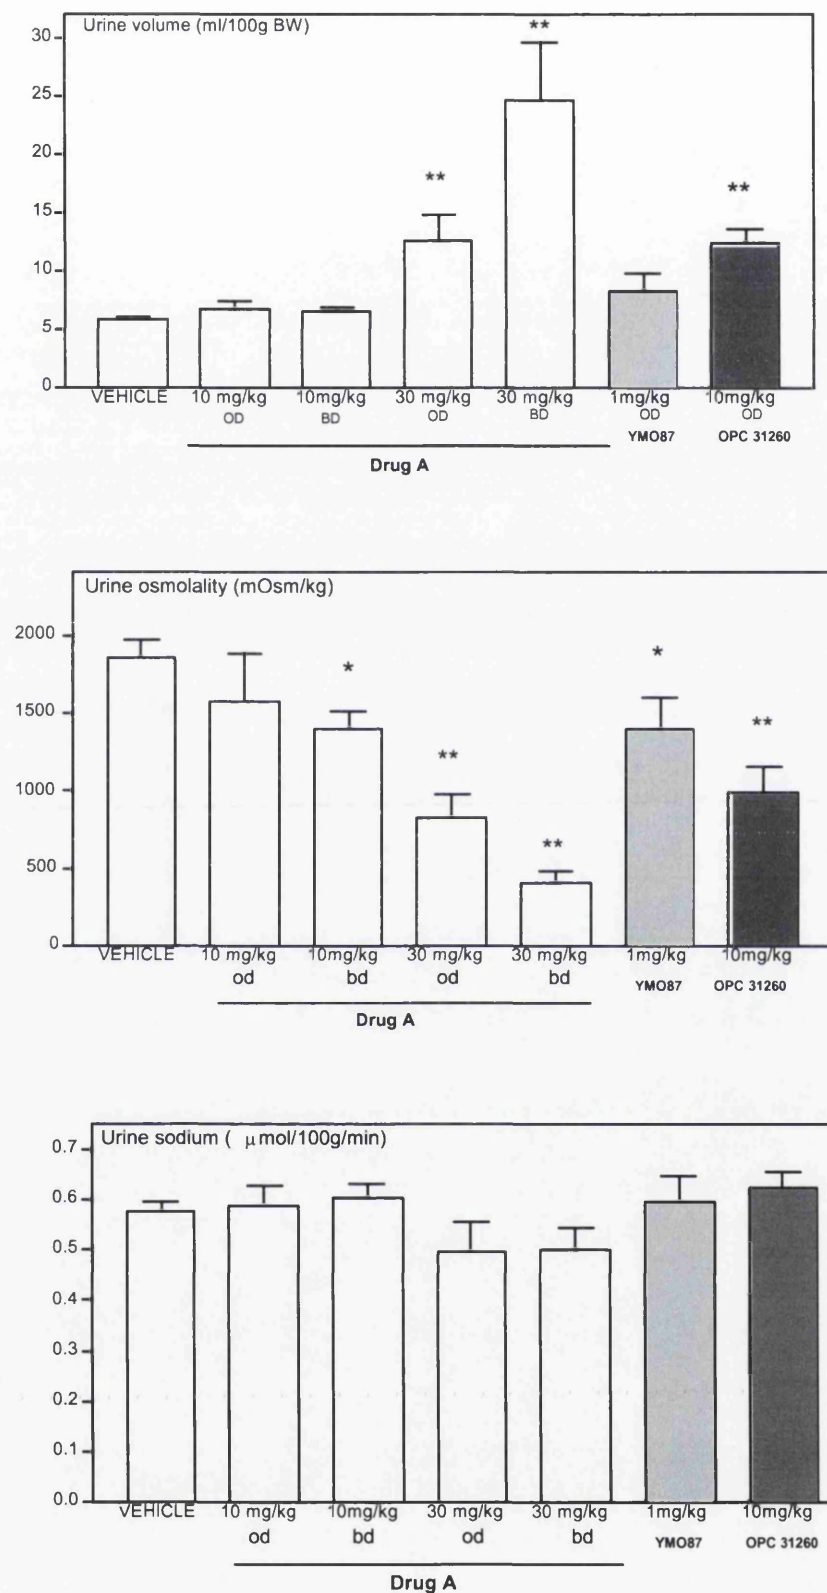 Urine volume (ml/100g BW)
30
25
20
15
10
5
0
**
**
**
VEHICLE 10 mg/kg 10mg/kg 30 mg/kg 30 mg/kg 1mg/kg 10mg/kg
OD BD OD BD OD OD
YMO87 OPC 31260
Drug A
Urine osmolality (mOsm/kg)
2000
1500
1000
500
0
*
**
**
*
**
VEHICLE 10 mg/kg 10mg/kg 30 mg/kg 30 mg/kg 1mg/kg 10mg/kg
od bd od bd YMO87 OPC 31260
Drug A
Urine sodium ( μmol/100g/min)
0.7
0.6
0.5
0.4
0.3
0.2
0.1
0.0
VEHICLE 10 mg/kg 10mg/kg 30 mg/kg 30 mg/kg 1mg/kg 10mg/kg
od bd od bd YMO87 OPC 31260
Drug A